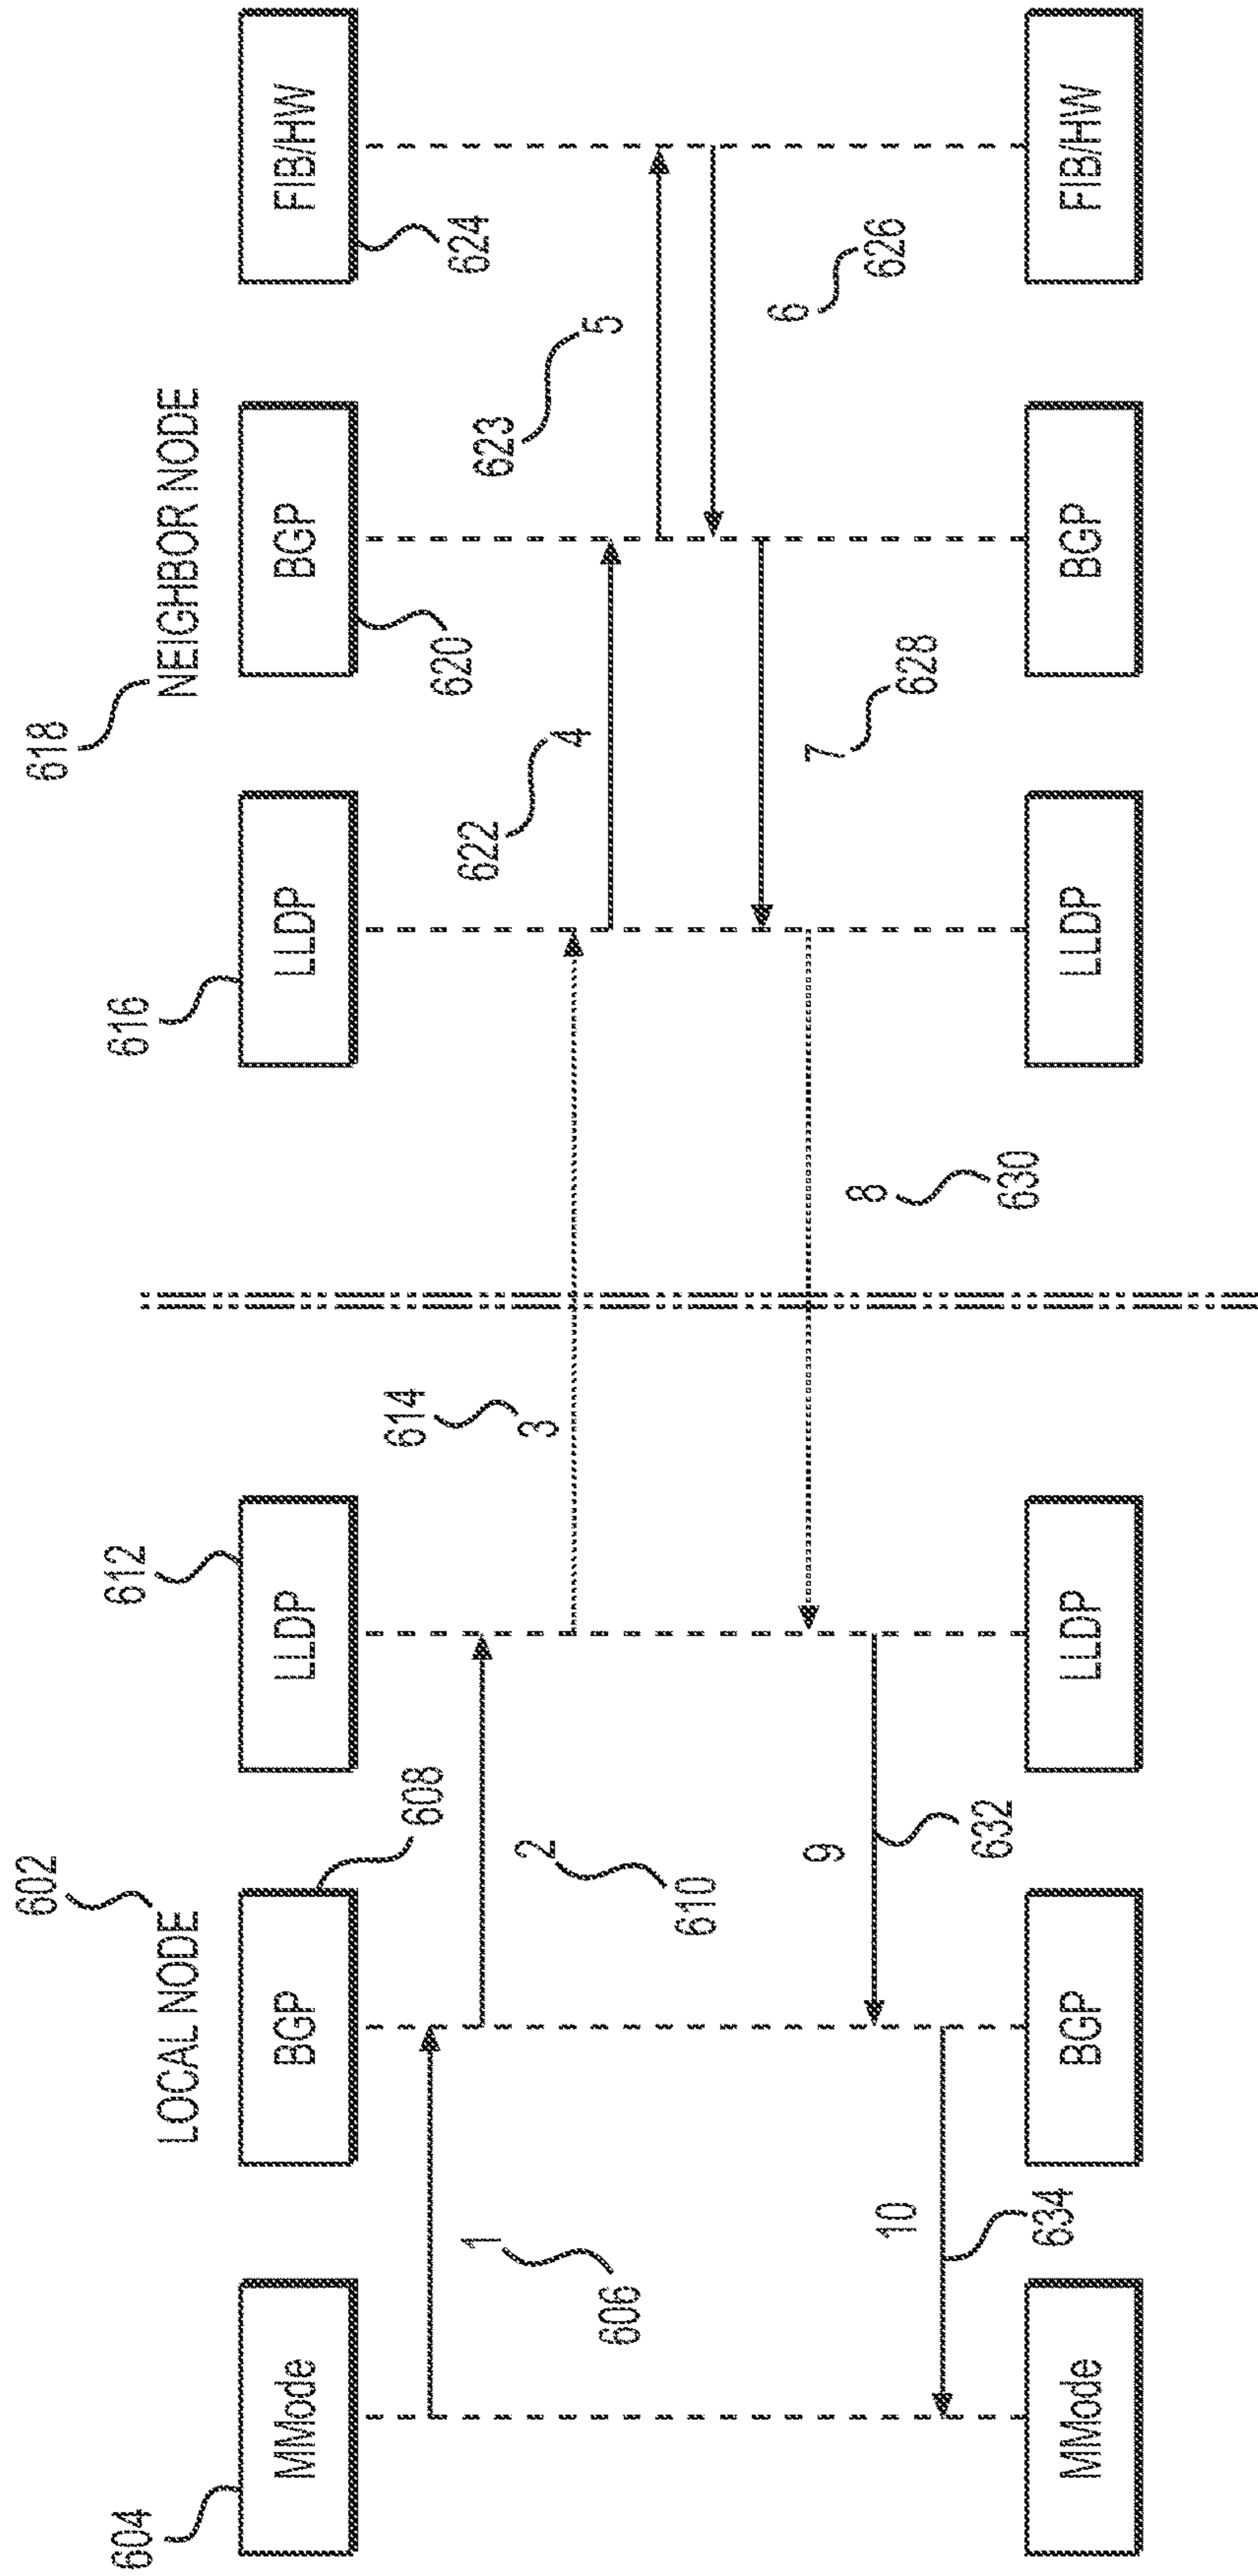 602
LOCAL NODE
618
NEIGHBOR NODE
604
612
616
MMode
BGP
LLDP
LLDP
BGP
FIB/HW
608
620
624
614
622
623
1
606
2
610
3
4
5
6
626
7
628
8
630
9
632
10
634
MMode
BGP
LLDP
LLDP
BGP
FIB/HW